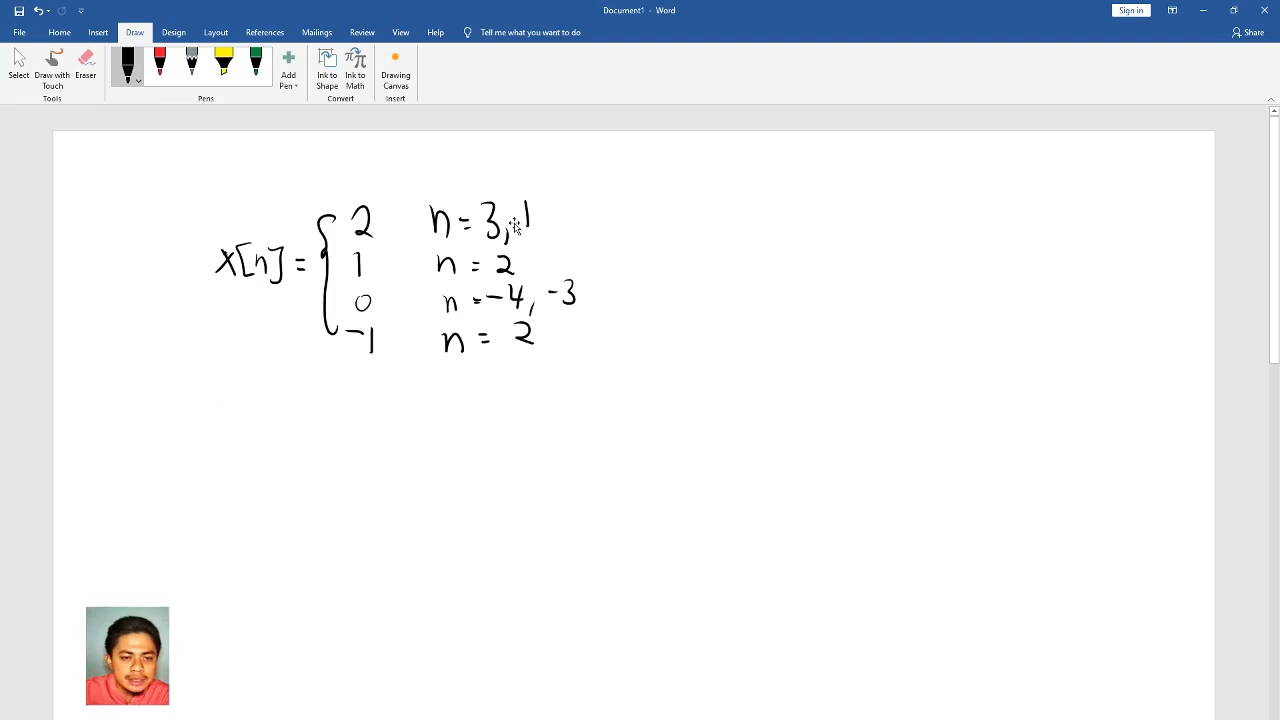 Document1 - Word
Sign in
File Home Insert Draw Design Layout References Mailings Review View Help Tell me what you want to do Share
Select Draw with Touch Eraser Add Pen Ink to Shape Ink to Math Drawing Canvas
Tools Pens Convert Insert
x[n] =
2 n = 3, 1
1 n = 2
0 n = -4, -3
-1 n = 2